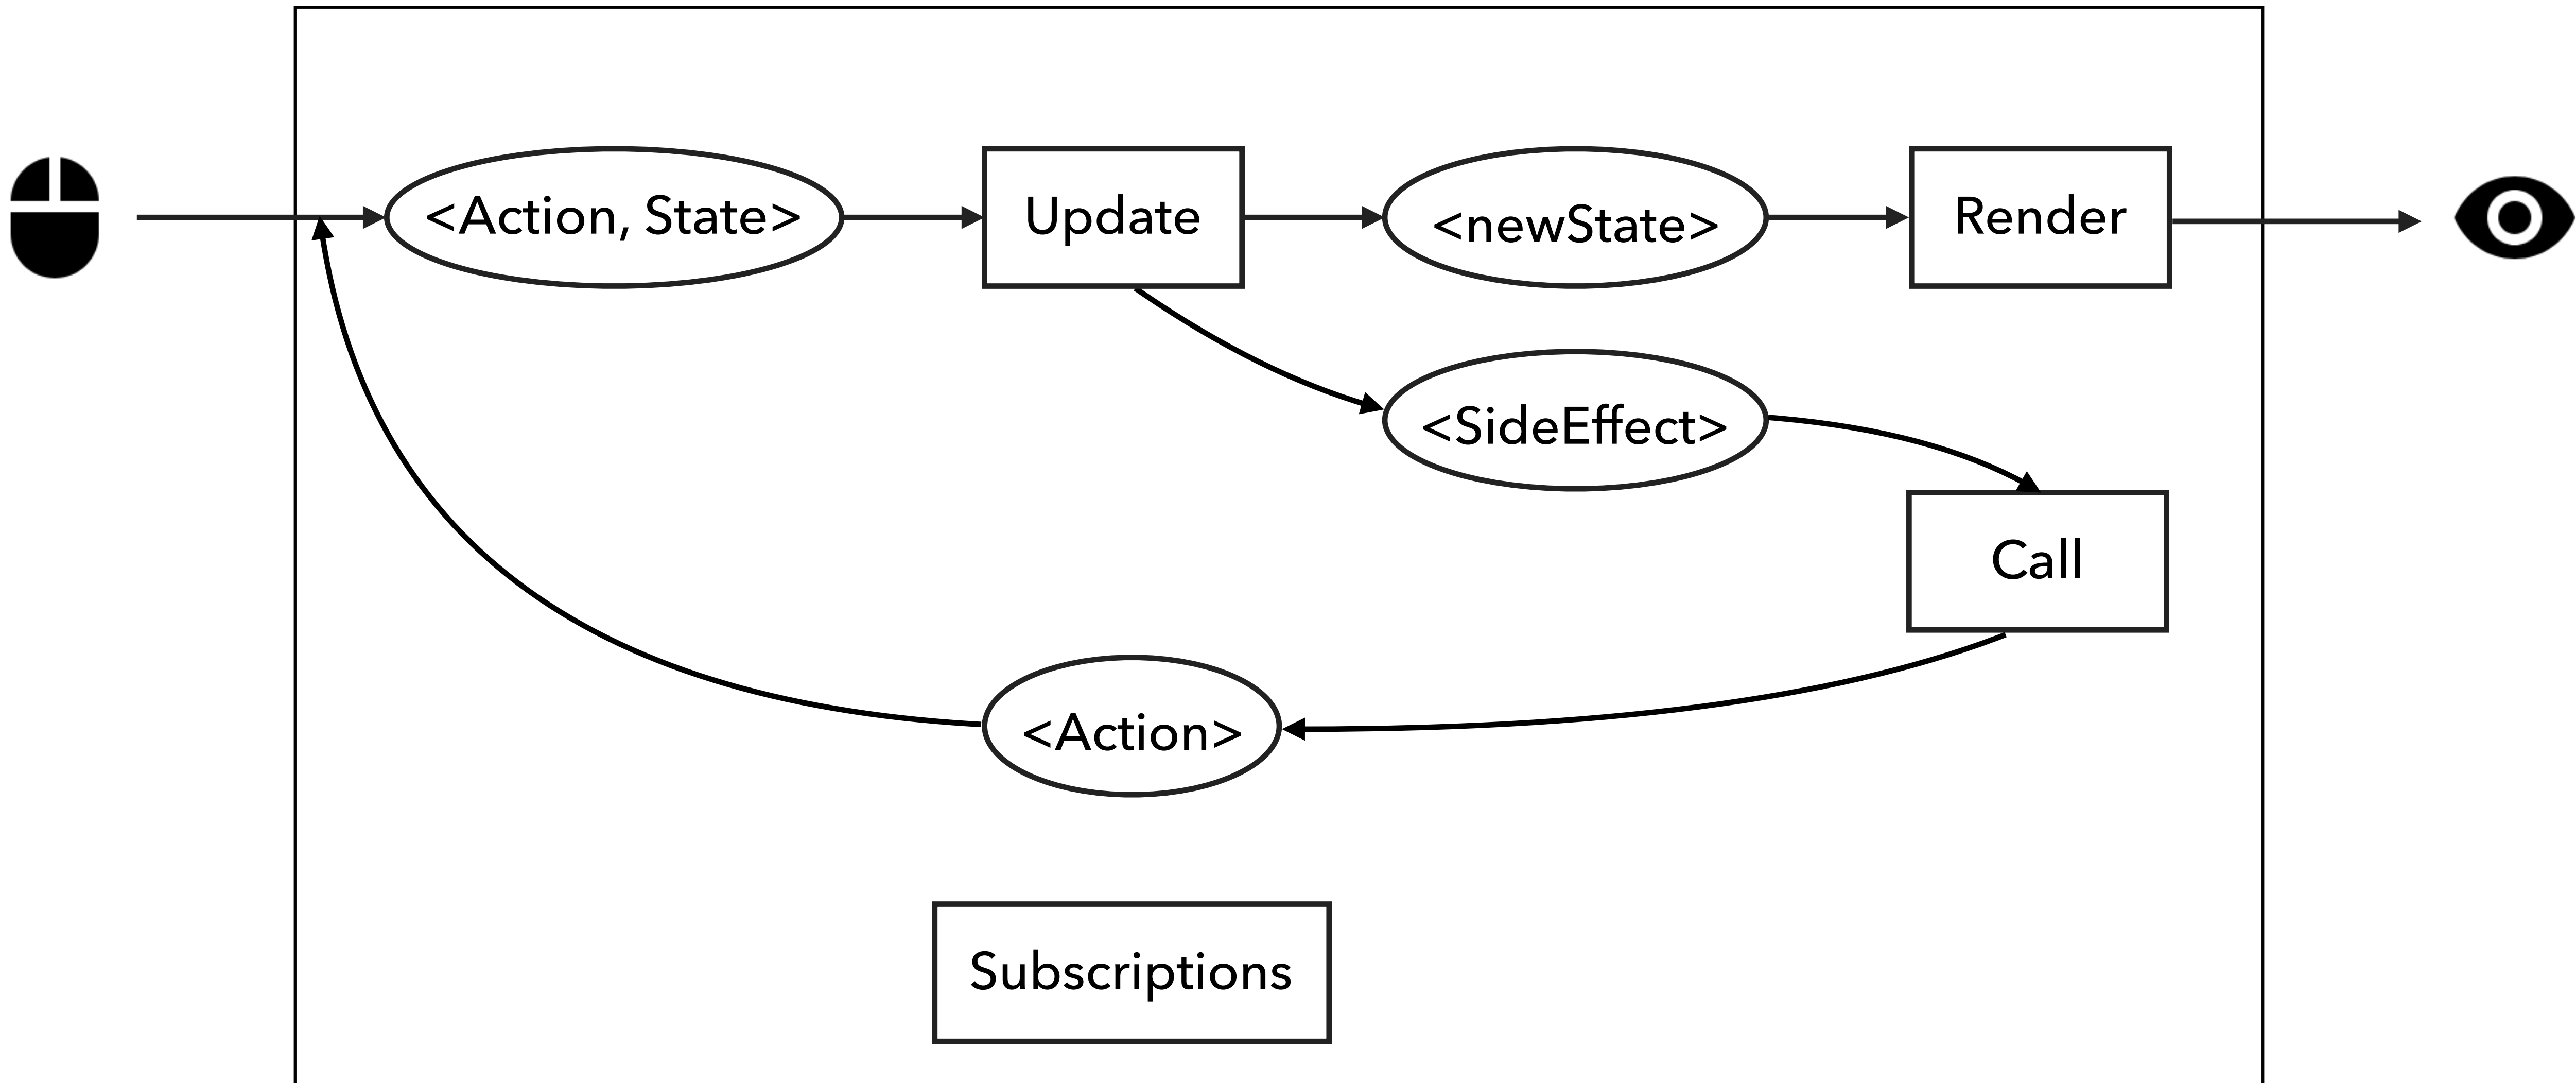 <Action, State>
Update
<newState>
Render
<SideEffect>
Call
<Action>
Subscriptions